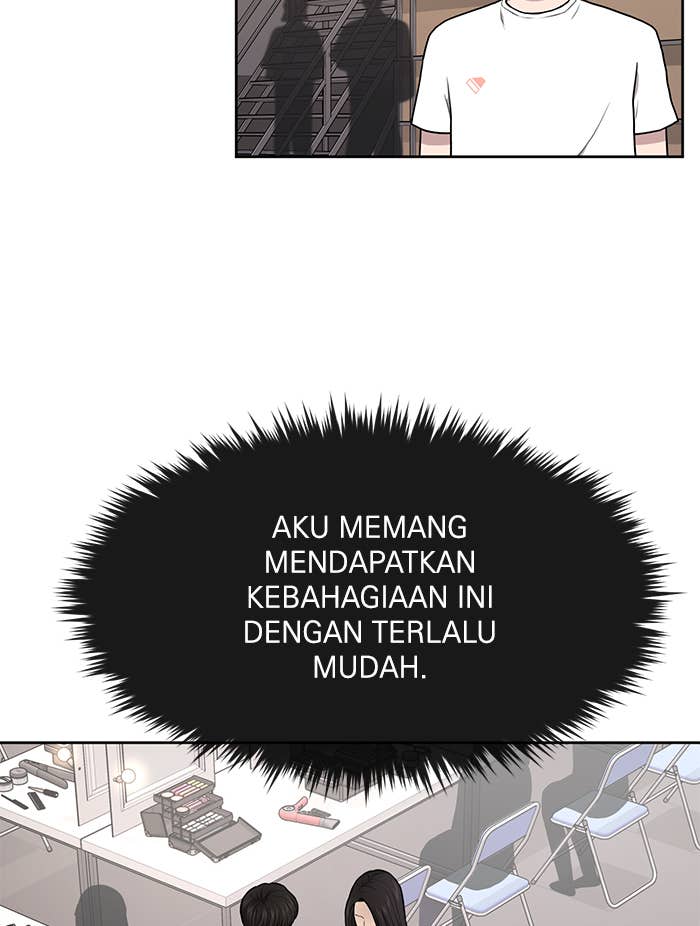 AKU MEMANG
MENDAPATKAN
KEBAHAGIAAN INI
DENGAN TERLALU
MUDAH.